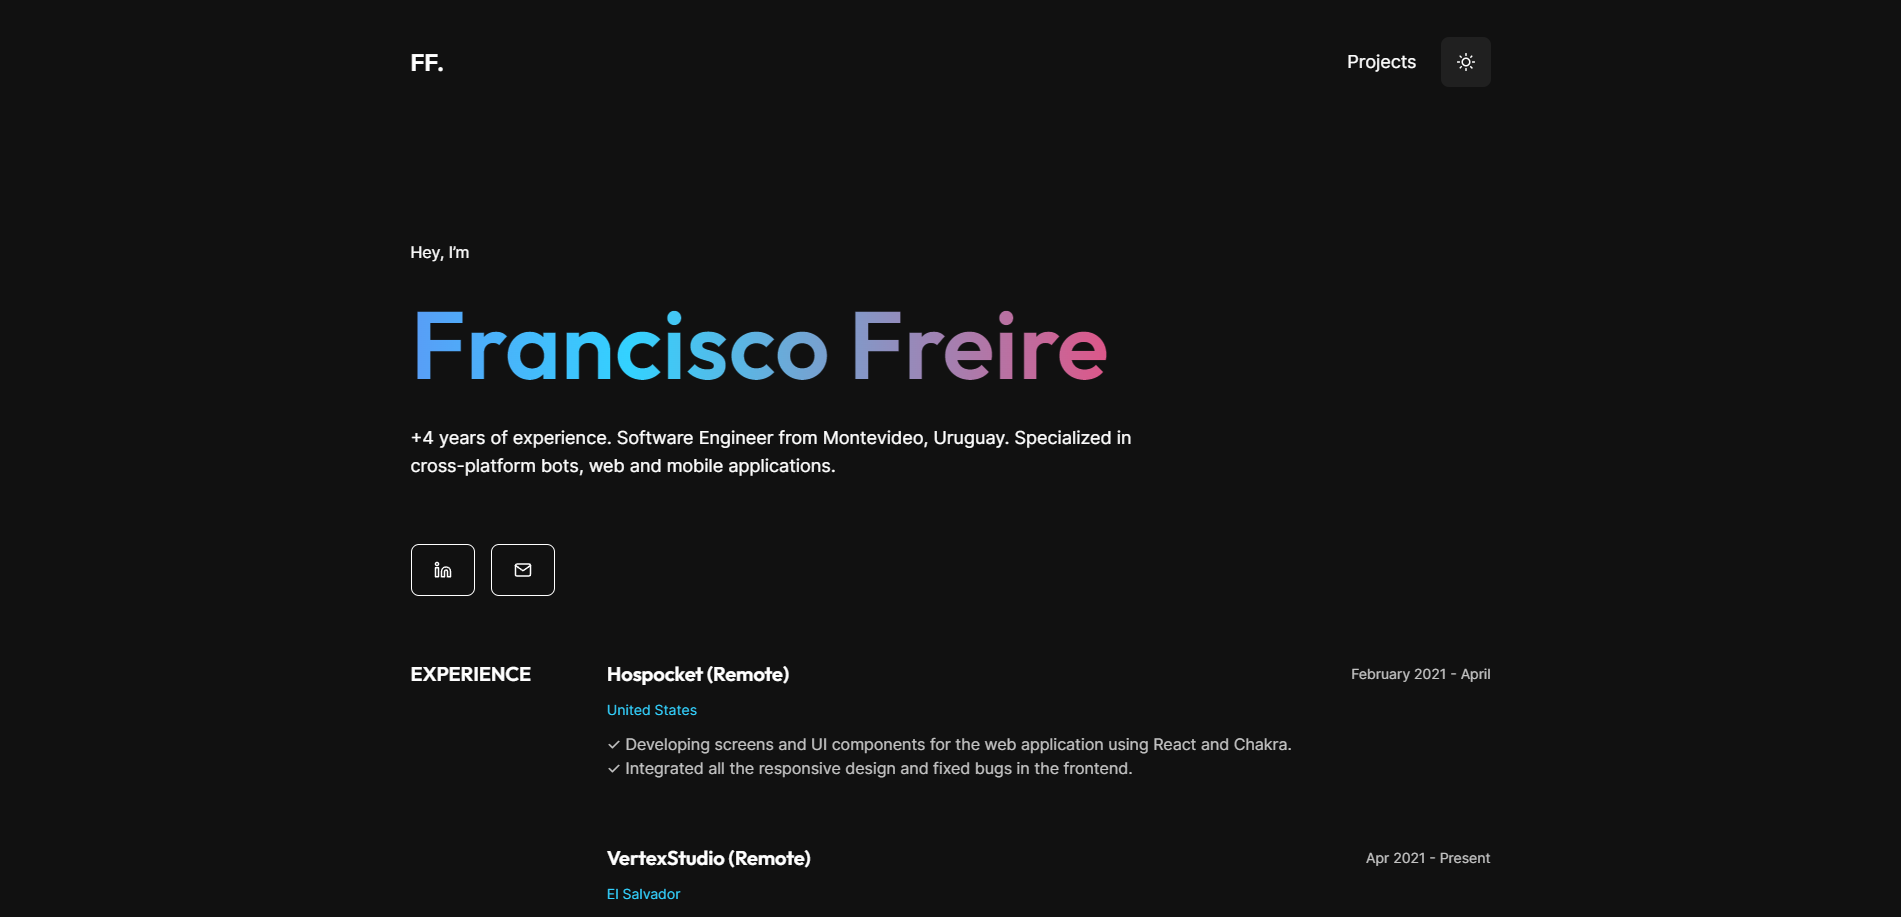 FF.
Projects
Hey, I'm
Francisco Freire
+4 years of experience. Software Engineer from Montevideo, Uruguay. Specialized in
cross-platform bots, web and mobile applications.
EXPERIENCE
Hospocket (Remote)
February 2021 - April
United States
✓ Developing screens and UI components for the web application using React and Chakra.
✓ Integrated all the responsive design and fixed bugs in the frontend.
VertexStudio (Remote)
Apr 2021 - Present
El Salvador